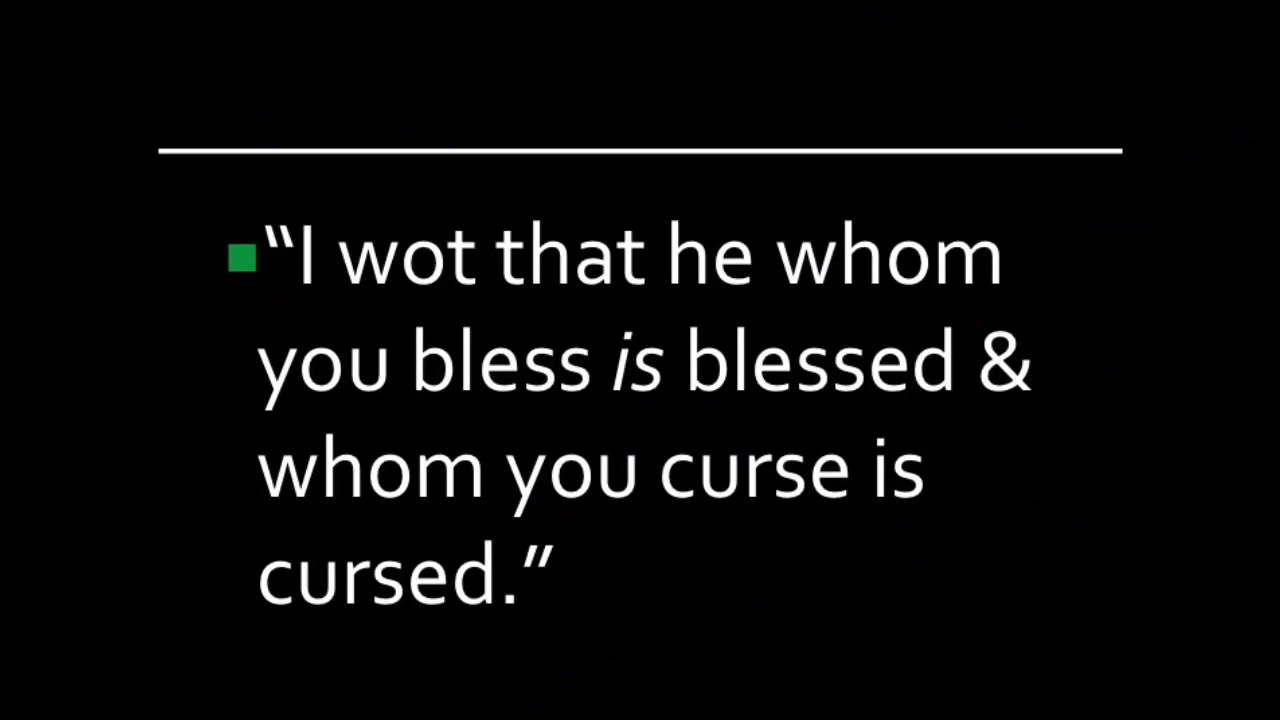 “I wot that he whom
you bless is blessed &
whom you curse is
cursed.”